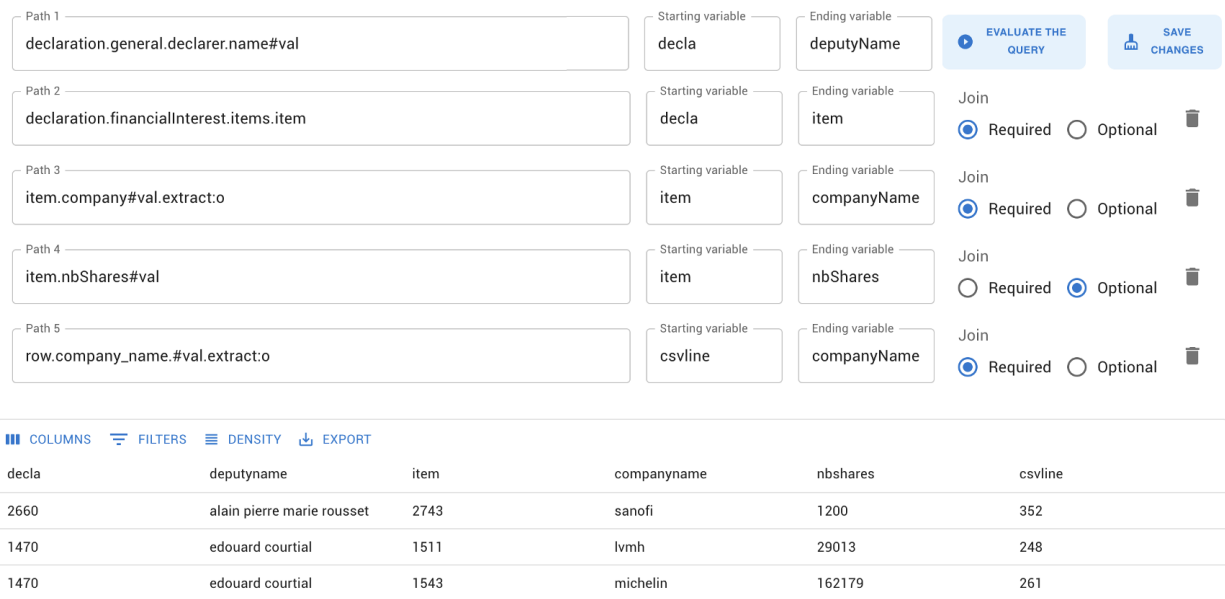 Path 1
declaration.general.declarer.name#val
Starting variable
decla
Ending variable
deputyName
EVALUATE THE
QUERY
SAVE
CHANGES
Path 2
declaration.financialInterest.items.item
Starting variable
decla
Ending variable
item
Join
Required Optional
Path 3
item.company#val.extract:o
Starting variable
item
Ending variable
companyName
Join
Required Optional
Path 4
item.nbShares#val
Starting variable
item
Ending variable
nbShares
Join
Required Optional
Path 5
row.company_name.#val.extract:o
Starting variable
csvline
Ending variable
companyName
Join
Required Optional
COLUMNS FILTERS DENSITY EXPORT
decla deputyname item companyname nbshares csvline
2660 alain pierre marie rousset 2743 sanofi 1200 352
1470 edouard courtial 1511 lvmh 29013 248
1470 edouard courtial 1543 michelin 162179 261